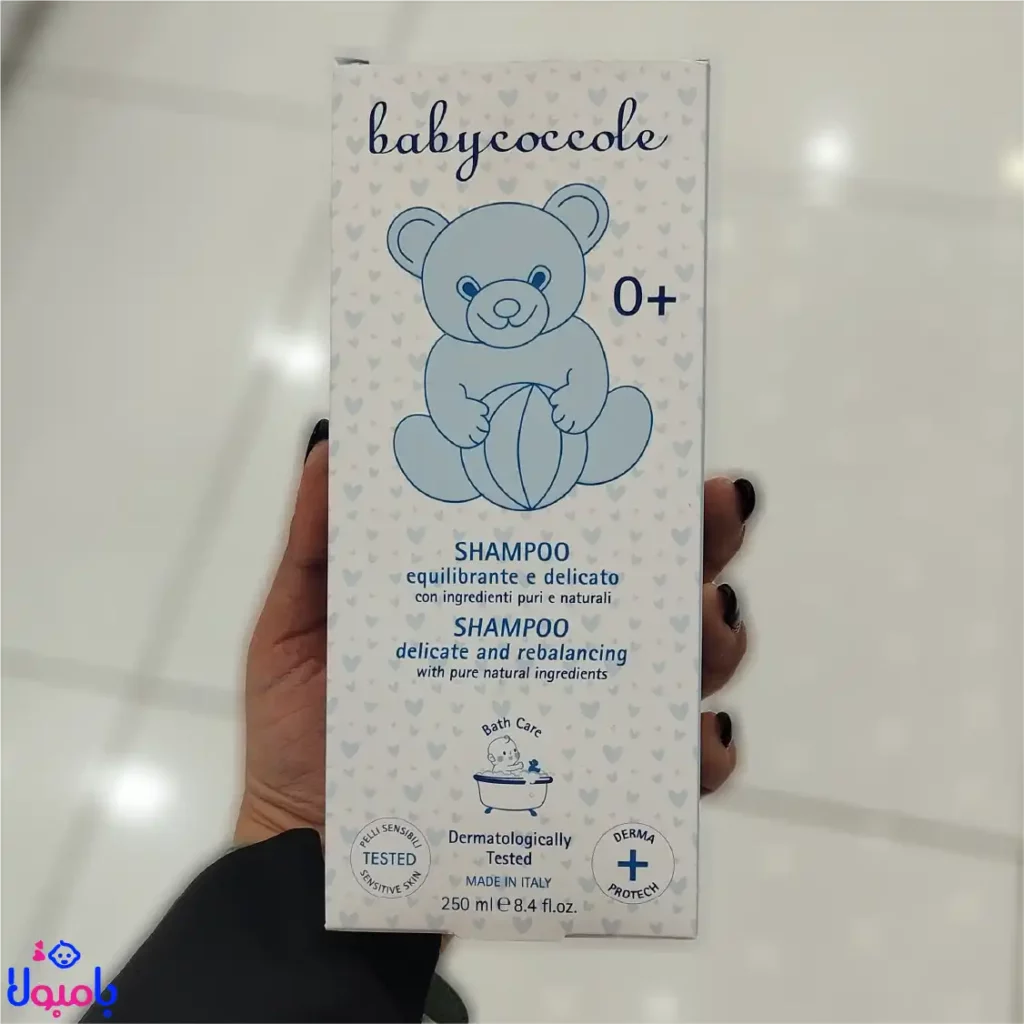 babycoccole
0+
SHAMPOO
equilibrante e delicato
con ingredienti puri e naturali
SHAMPOO
delicate and rebalancing
with pure natural ingredients
Bath Care
PELLI SENSIBILI
TESTED
SENSITIVE SKIN
Dermatologically
Tested
MADE IN ITALY
250 ml ℮ 8.4 fl.oz.
DERMA
+
PROTECH
بامبولا